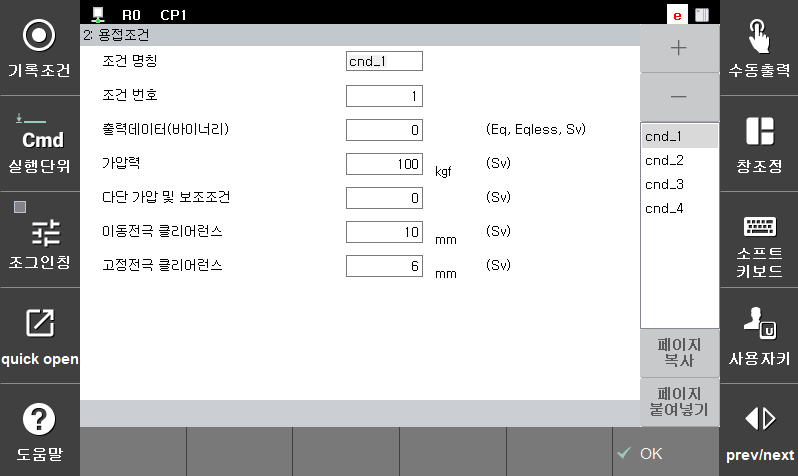 R0 CP1 e
2: 용접조건
조건 명칭 cnd_1
조건 번호 1
출력데이터(바이너리) 0 (Eq, Eqless, Sv)
가압력 100 kgf (Sv)
다단 가압 및 보조조건 0 (Sv)
이동전극 클리어런스 10 mm (Sv)
고정전극 클리어런스 6 mm (Sv)
기록조건
Cmd
실행단위
조그인칭
quick open
도움말
+
−
cnd_1
cnd_2
cnd_3
cnd_4
페이지
복사
페이지
붙여넣기
OK
수동출력
창조정
소프트
키보드
U
사용자키
prev/next